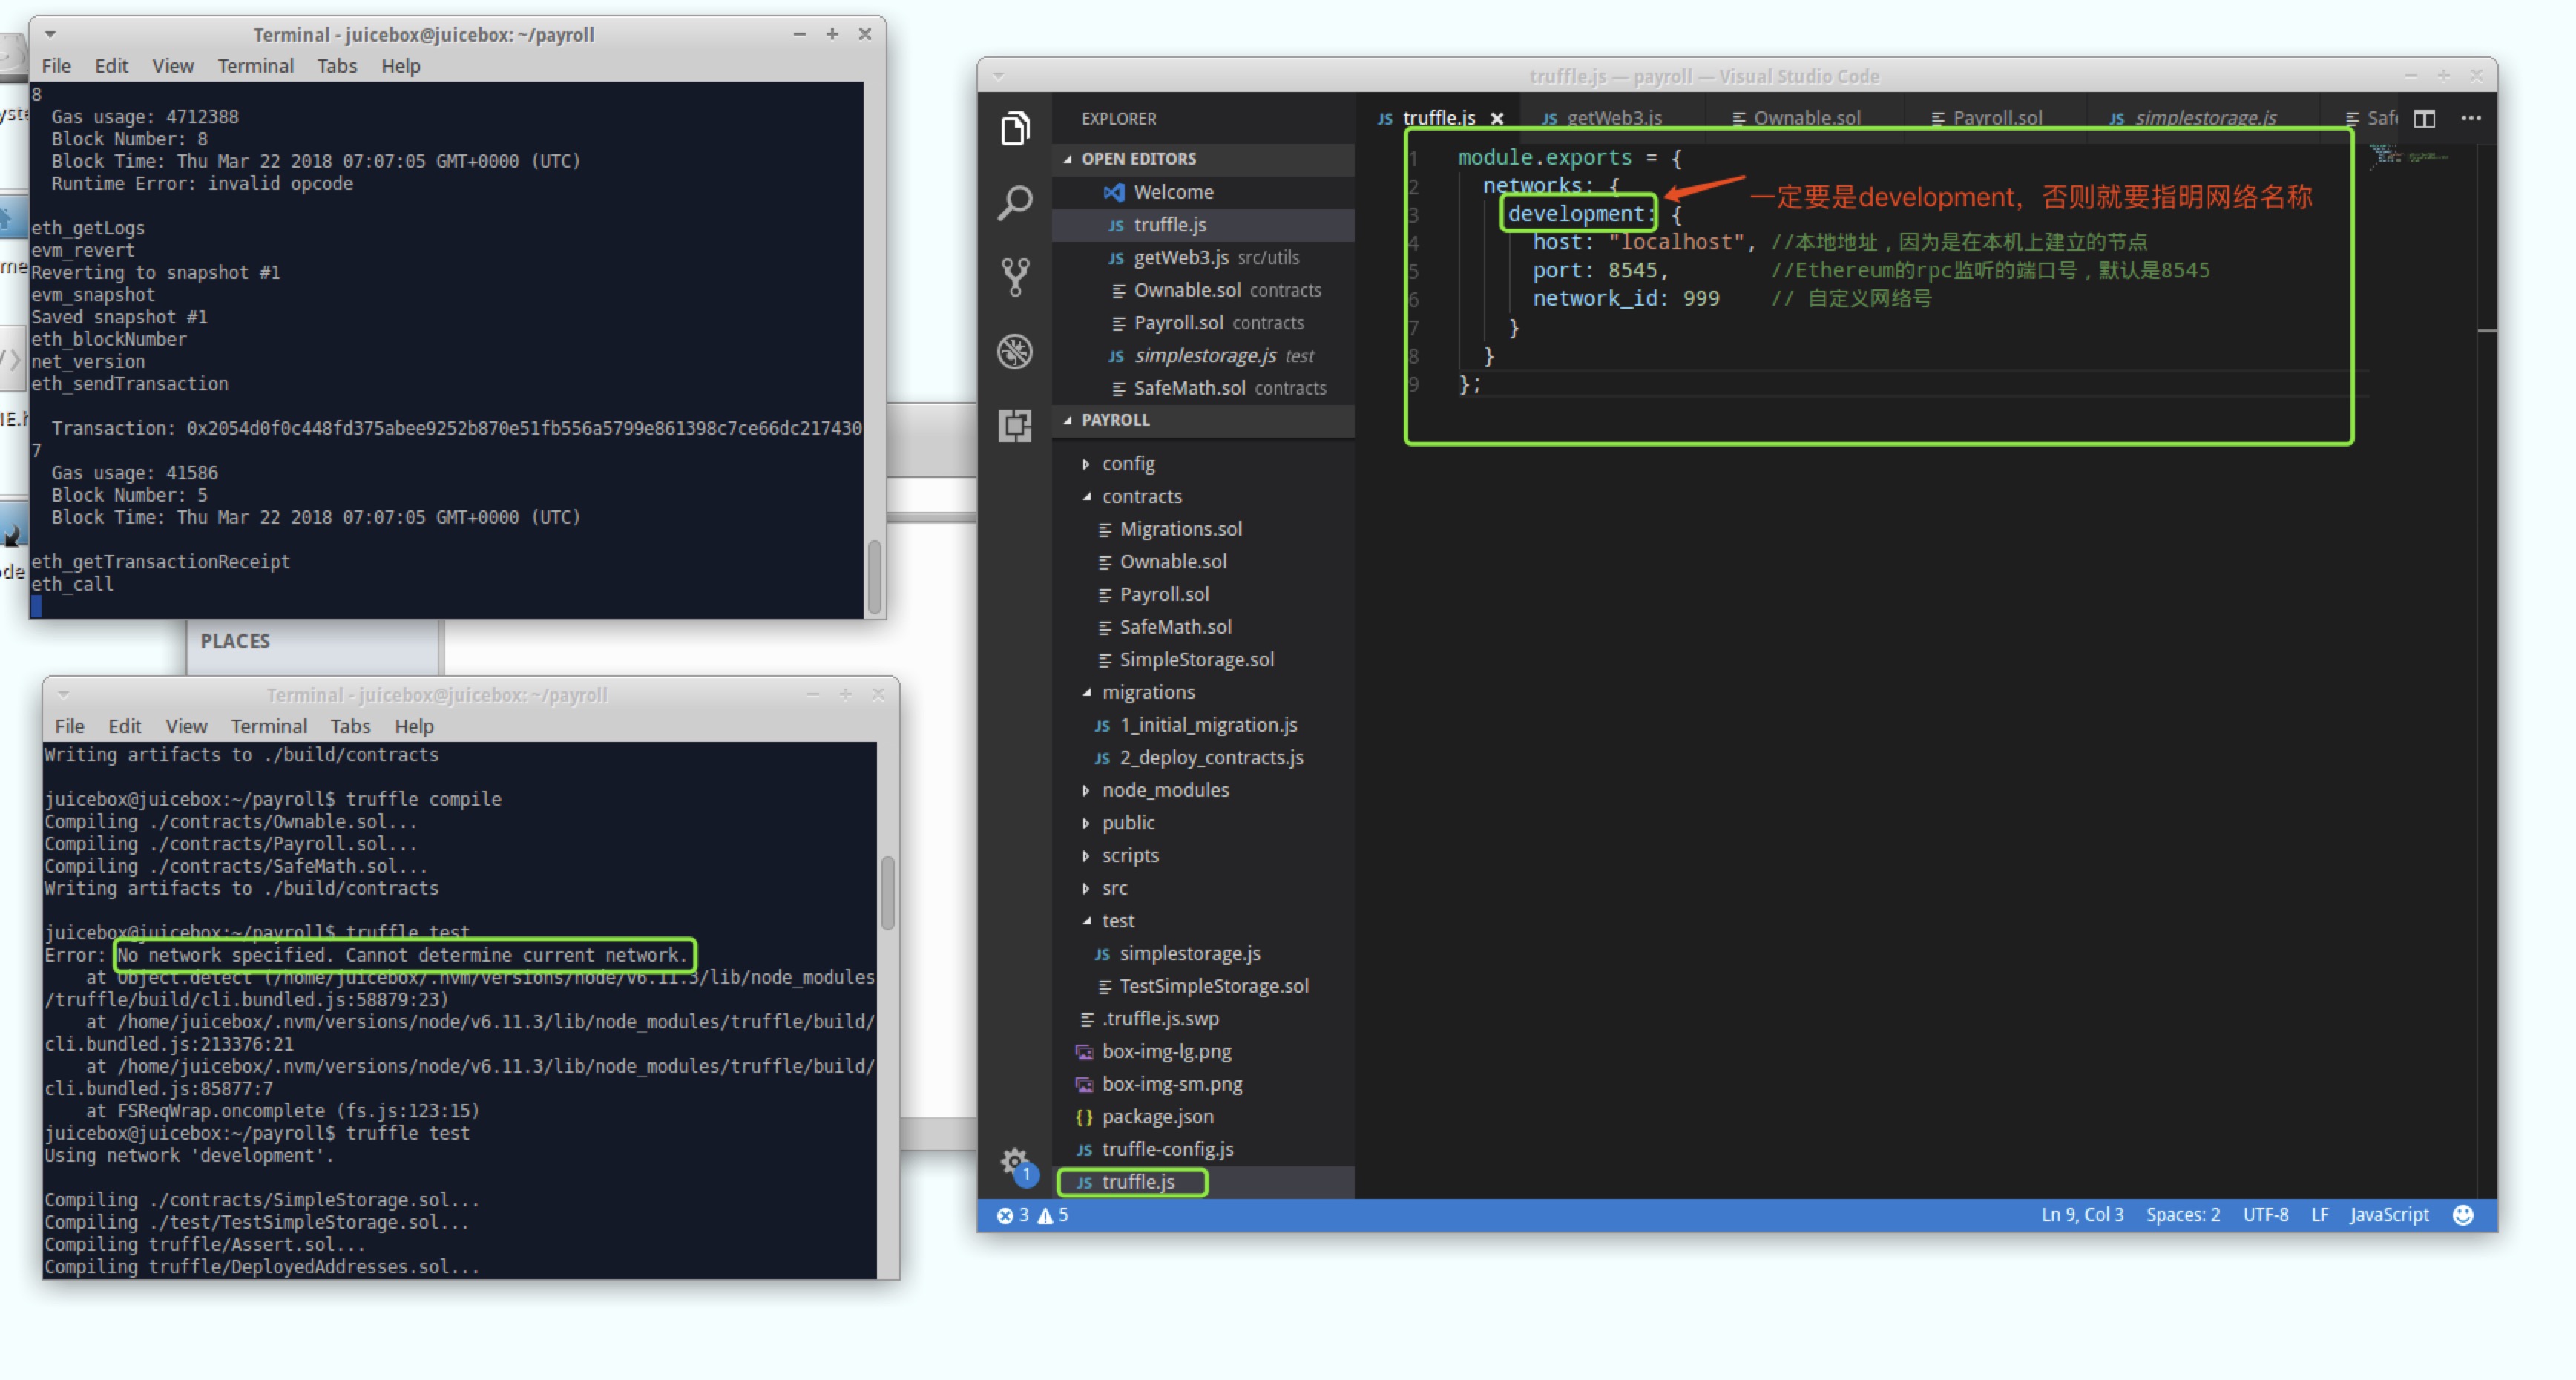 Terminal - juicebox@juicebox: ~/payroll
File Edit View Terminal Tabs Help
8
Gas usage: 4712388
Block Number: 8
Block Time: Thu Mar 22 2018 07:07:05 GMT+0000 (UTC)
Runtime Error: invalid opcode
eth_getLogs
evm_revert
Reverting to snapshot #1
evm_snapshot
Saved snapshot #1
eth_blockNumber
net_version
eth_sendTransaction
Transaction: 0x2054d0f0c448fd375abee9252b870e51fb556a5799e861398c7ce66dc217430
7
Gas usage: 41586
Block Number: 5
Block Time: Thu Mar 22 2018 07:07:05 GMT+0000 (UTC)
eth_getTransactionReceipt
eth_call
PLACES
Terminal - juicebox@juicebox: ~/payroll
File Edit View Terminal Tabs Help
Writing artifacts to ./build/contracts
juicebox@juicebox:~/payroll$ truffle compile
Compiling ./contracts/Ownable.sol...
Compiling ./contracts/Payroll.sol...
Compiling ./contracts/SafeMath.sol...
Writing artifacts to ./build/contracts
juicebox@juicebox:~/payroll$ truffle test
Error: No network specified. Cannot determine current network.
at Object.detect (/home/juicebox/.nvm/versions/node/v6.11.3/lib/node_modules
/truffle/build/cli.bundled.js:58879:23)
at /home/juicebox/.nvm/versions/node/v6.11.3/lib/node_modules/truffle/build/
cli.bundled.js:213376:21
at /home/juicebox/.nvm/versions/node/v6.11.3/lib/node_modules/truffle/build/
cli.bundled.js:85877:7
at FSReqWrap.oncomplete (fs.js:123:15)
juicebox@juicebox:~/payroll$ truffle test
Using network 'development'.
Compiling ./contracts/SimpleStorage.sol...
Compiling ./test/TestSimpleStorage.sol...
Compiling truffle/Assert.sol...
Compiling truffle/DeployedAddresses.sol...
truffle.js — payroll — Visual Studio Code
EXPLORER
OPEN EDITORS
Welcome
JS truffle.js
JS getWeb3.js src/utils
Ownable.sol contracts
Payroll.sol contracts
JS simplestorage.js test
SafeMath.sol contracts
PAYROLL
config
contracts
Migrations.sol
Ownable.sol
Payroll.sol
SafeMath.sol
SimpleStorage.sol
migrations
JS 1_initial_migration.js
JS 2_deploy_contracts.js
node_modules
public
scripts
src
test
JS simplestorage.js
TestSimpleStorage.sol
.truffle.js.swp
box-img-lg.png
box-img-sm.png
{} package.json
JS truffle-config.js
JS truffle.js
1
JS truffle.js JS getWeb3.js Ownable.sol Payroll.sol JS simplestorage.js
1 module.exports = {
2 networks: {
一定要是development，否则就要指明网络名称
3 development: {
4 host: "localhost", //本地地址，因为是在本机上建立的节点
5 port: 8545, //Ethereum的rpc监听的端口号，默认是8545
6 network_id: 999 // 自定义网络号
7 }
8 }
9 };
3 5 Ln 9, Col 3 Spaces: 2 UTF-8 LF JavaScript